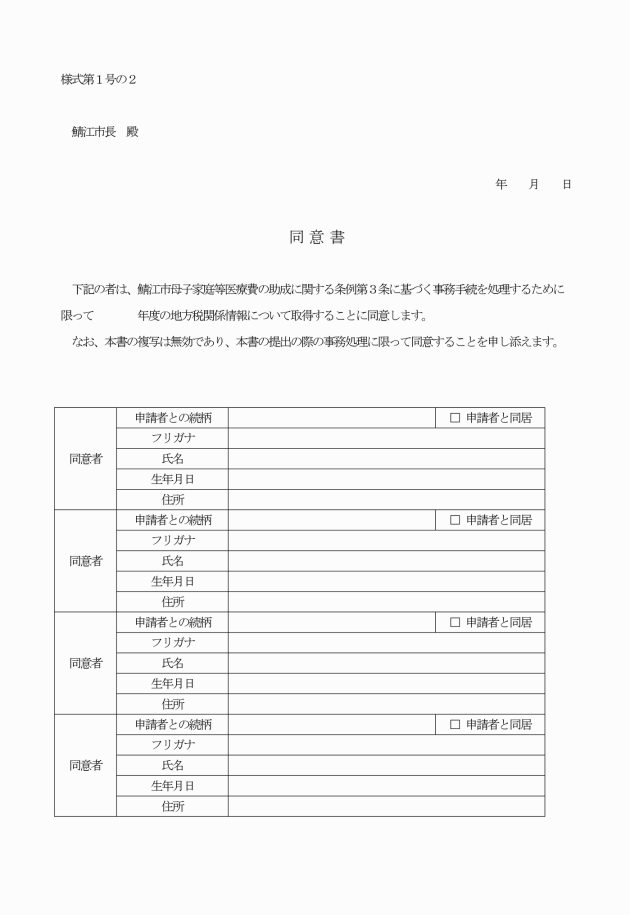 様式第１号の２
鯖江市長　殿
年　　月　　日
同 意 書
下記の者は、鯖江市母子家庭等医療費の助成に関する条例第３条に基づく事務手続を処理するために
限って　　　　年度の地方税関係情報について取得することに同意します。
なお、本書の複写は無効であり、本書の提出の際の事務処理に限って同意することを申し添えます。
申請者との続柄　□ 申請者と同居
フリガナ
同意者　氏名
生年月日
住所
申請者との続柄　□ 申請者と同居
フリガナ
同意者　氏名
生年月日
住所
申請者との続柄　□ 申請者と同居
フリガナ
同意者　氏名
生年月日
住所
申請者との続柄　□ 申請者と同居
フリガナ
同意者　氏名
生年月日
住所